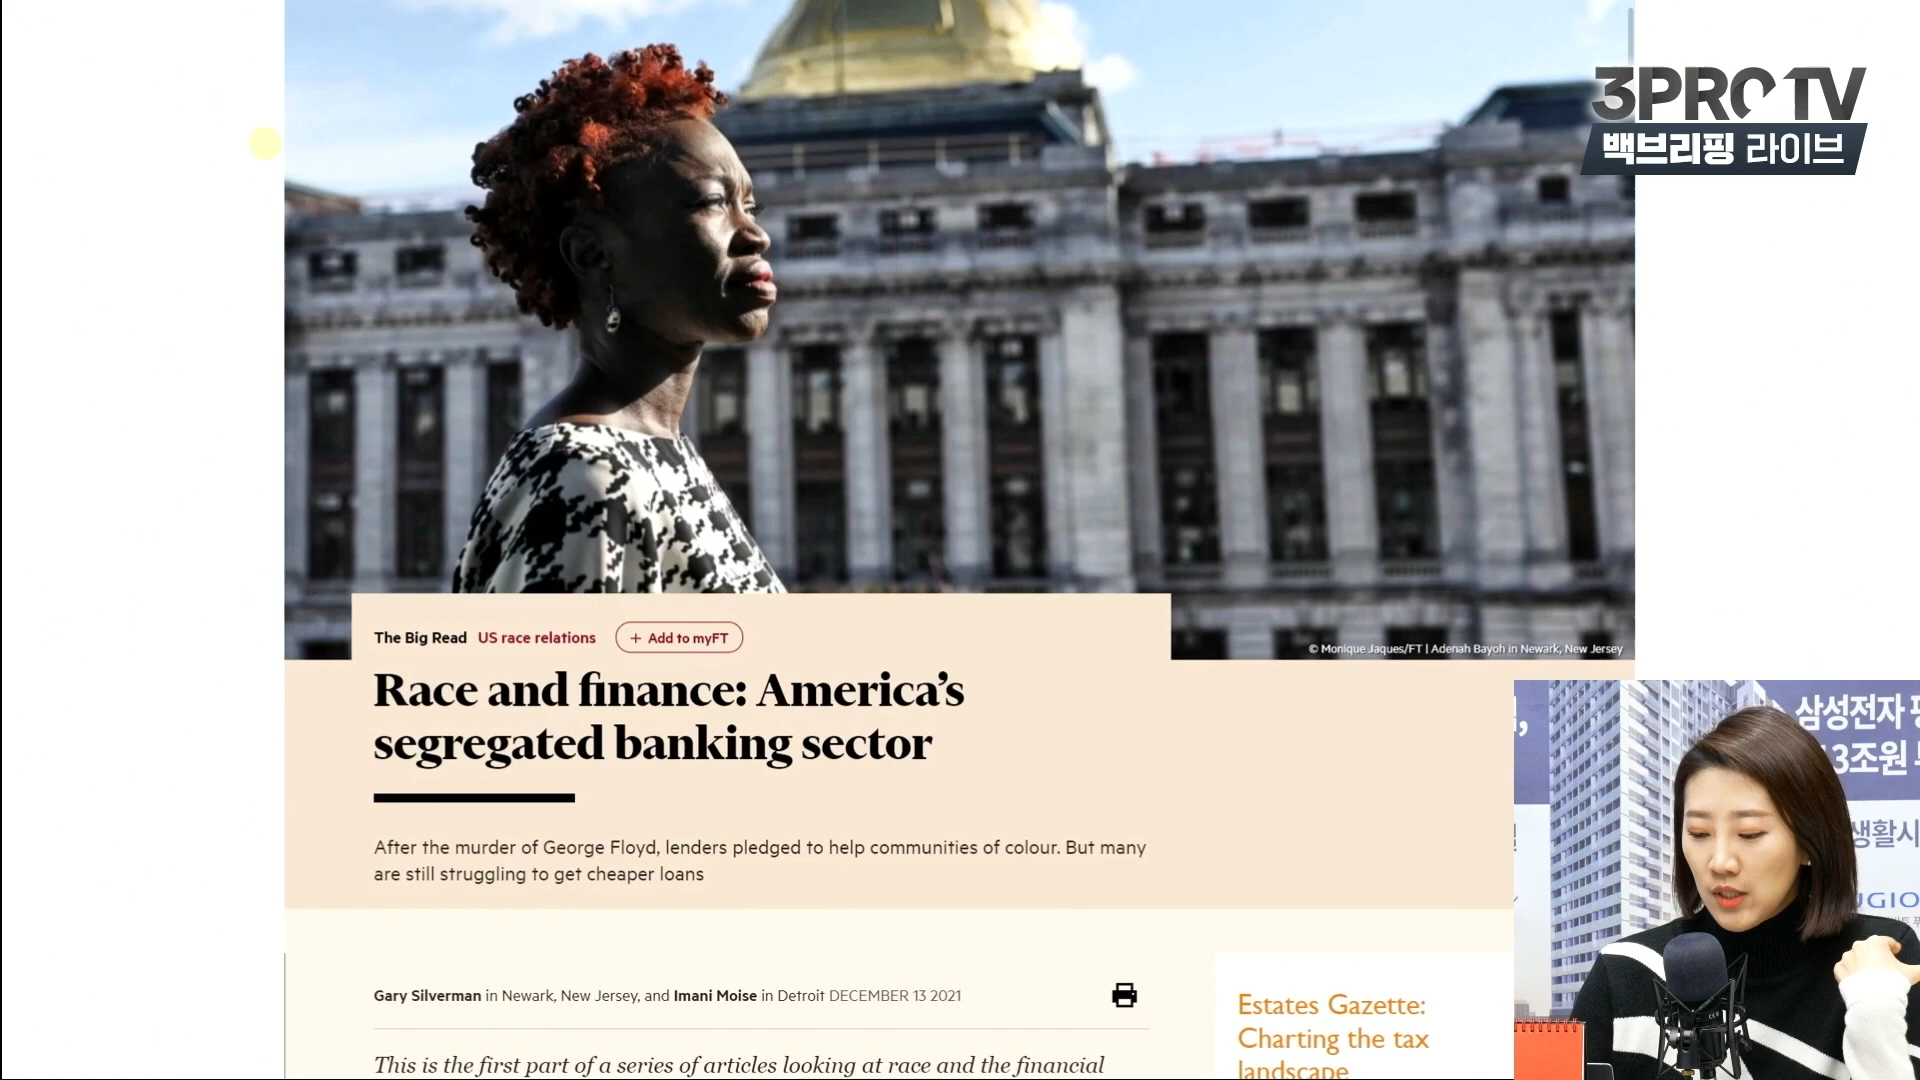 3PRO TV
백브리핑 라이브
© Monique Jaques/FT | Adenah Bayoh in Newark, New Jersey
The Big Read US race relations + Add to myFT
Race and finance: America’s
segregated banking sector
After the murder of George Floyd, lenders pledged to help communities of colour. But many
are still struggling to get cheaper loans
Gary Silverman in Newark, New Jersey, and Imani Moise in Detroit DECEMBER 13 2021
This is the first part of a series of articles looking at race and the financial
Estates Gazette:
Charting the tax
landscape
삼성전자
3조원